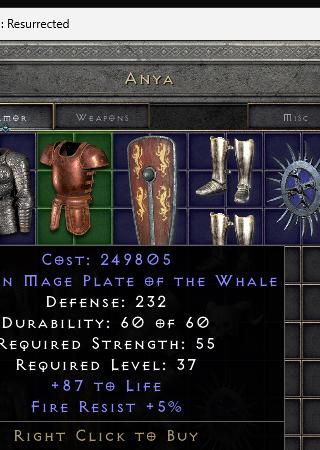 : Resurrected
Anya
Weapons Misc
Cost: 249805
Mage Plate of the Whale
Defense: 232
Durability: 60 of 60
Required Strength: 55
Required Level: 37
+87 to Life
Fire Resist +5%
Right Click to Buy